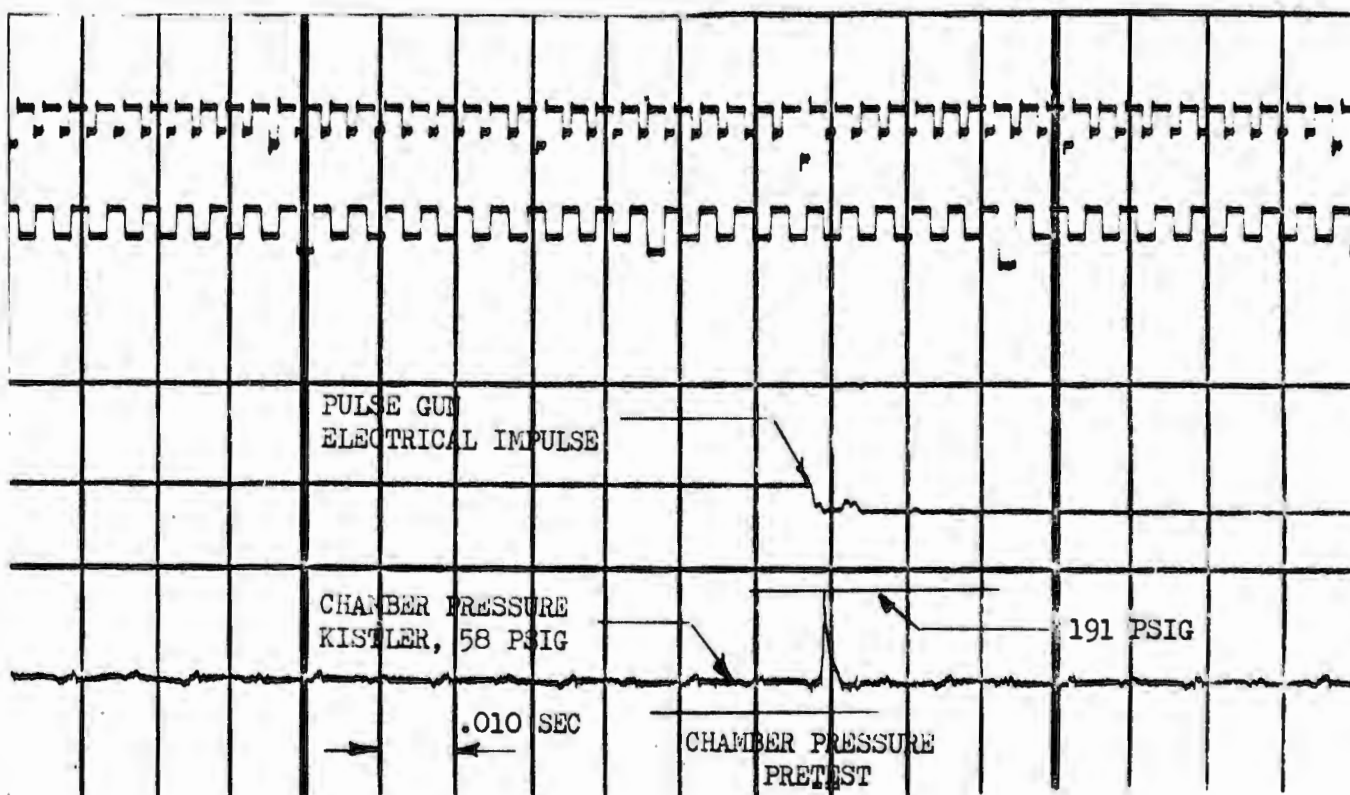 PULSE GUN
ELECTRICAL IMPULSE
CHAMBER PRESSURE
KISTLER, 58 PSIG
191 PSIG
.010 SEC
CHAMBER PRESSURE
PRETEST